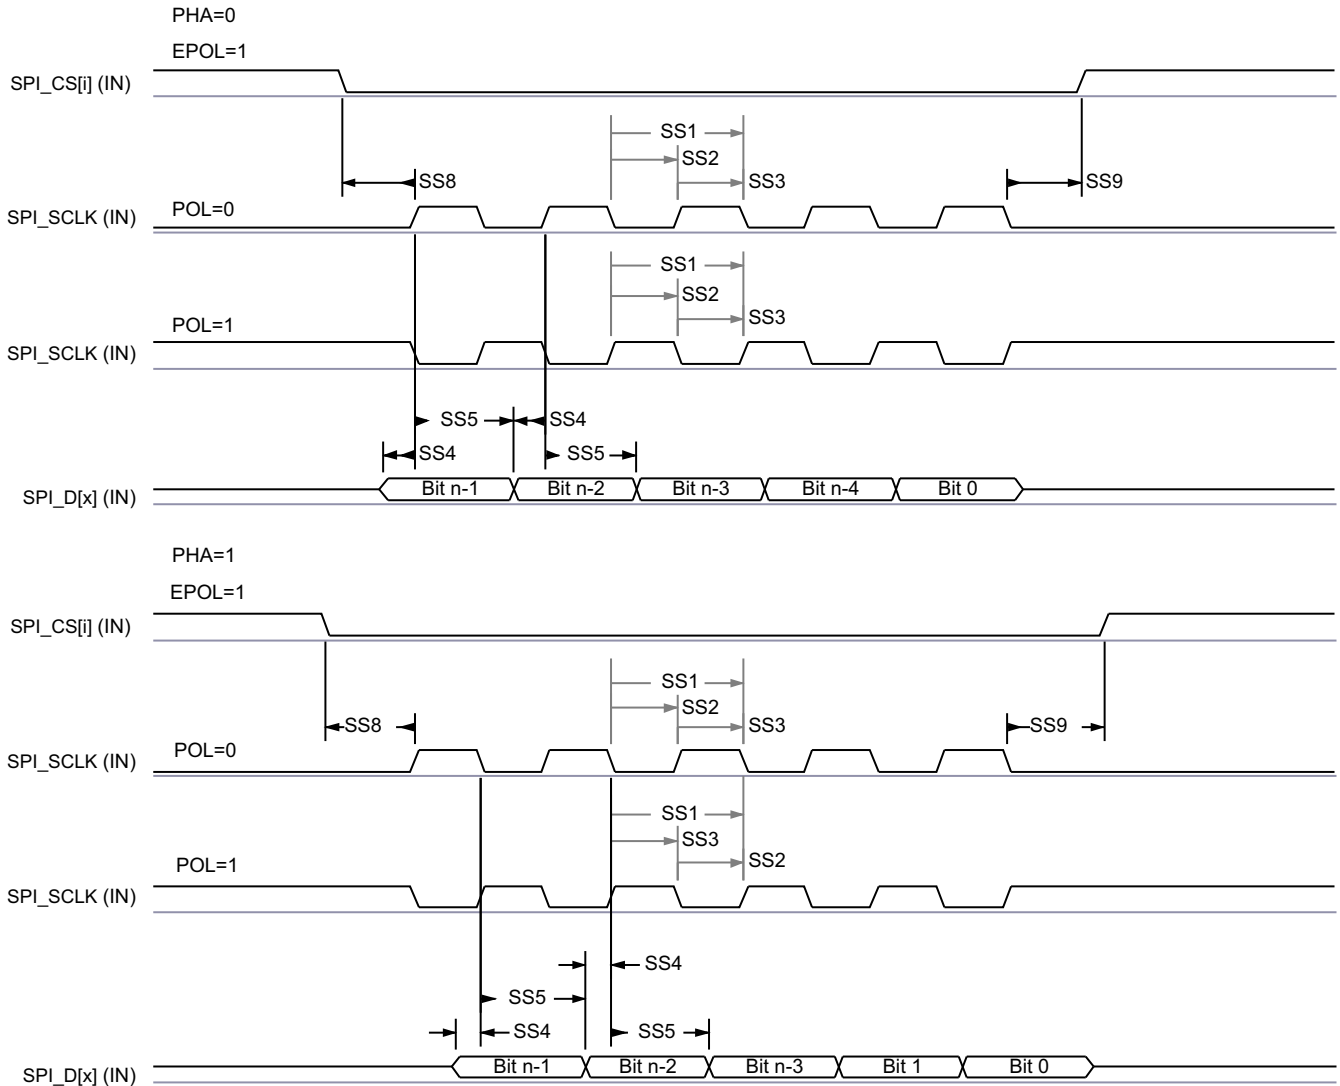 PHA=0
EPOL=1
SPI_CS[i] (IN)
SS1
SS2
SS8 SS3 SS9
POL=0
SPI_SCLK (IN)
SS1
SS2
SS3
POL=1
SPI_SCLK (IN)
SS5 SS4
SS4 SS5
SPI_D[x] (IN) Bit n-1 Bit n-2 Bit n-3 Bit n-4 Bit 0
PHA=1
EPOL=1
SPI_CS[i] (IN)
SS1
SS2
SS8 SS3 SS9
POL=0
SPI_SCLK (IN)
SS1
SS3
SS2
POL=1
SPI_SCLK (IN)
SS4
SS5
SS4 SS5
SPI_D[x] (IN) Bit n-1 Bit n-2 Bit n-3 Bit 1 Bit 0